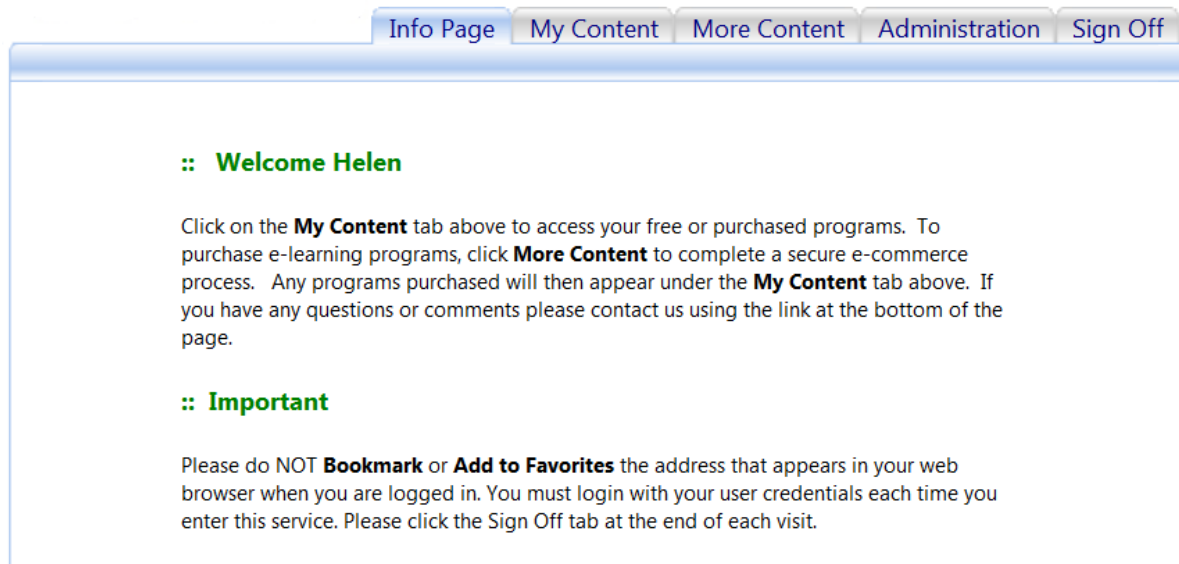 Info Page My Content More Content Administration Sign Off
:: Welcome Helen
Click on the My Content tab above to access your free or purchased programs. To
purchase e-learning programs, click More Content to complete a secure e-commerce
process. Any programs purchased will then appear under the My Content tab above. If
you have any questions or comments please contact us using the link at the bottom of the
page.
:: Important
Please do NOT Bookmark or Add to Favorites the address that appears in your web
browser when you are logged in. You must login with your user credentials each time you
enter this service. Please click the Sign Off tab at the end of each visit.